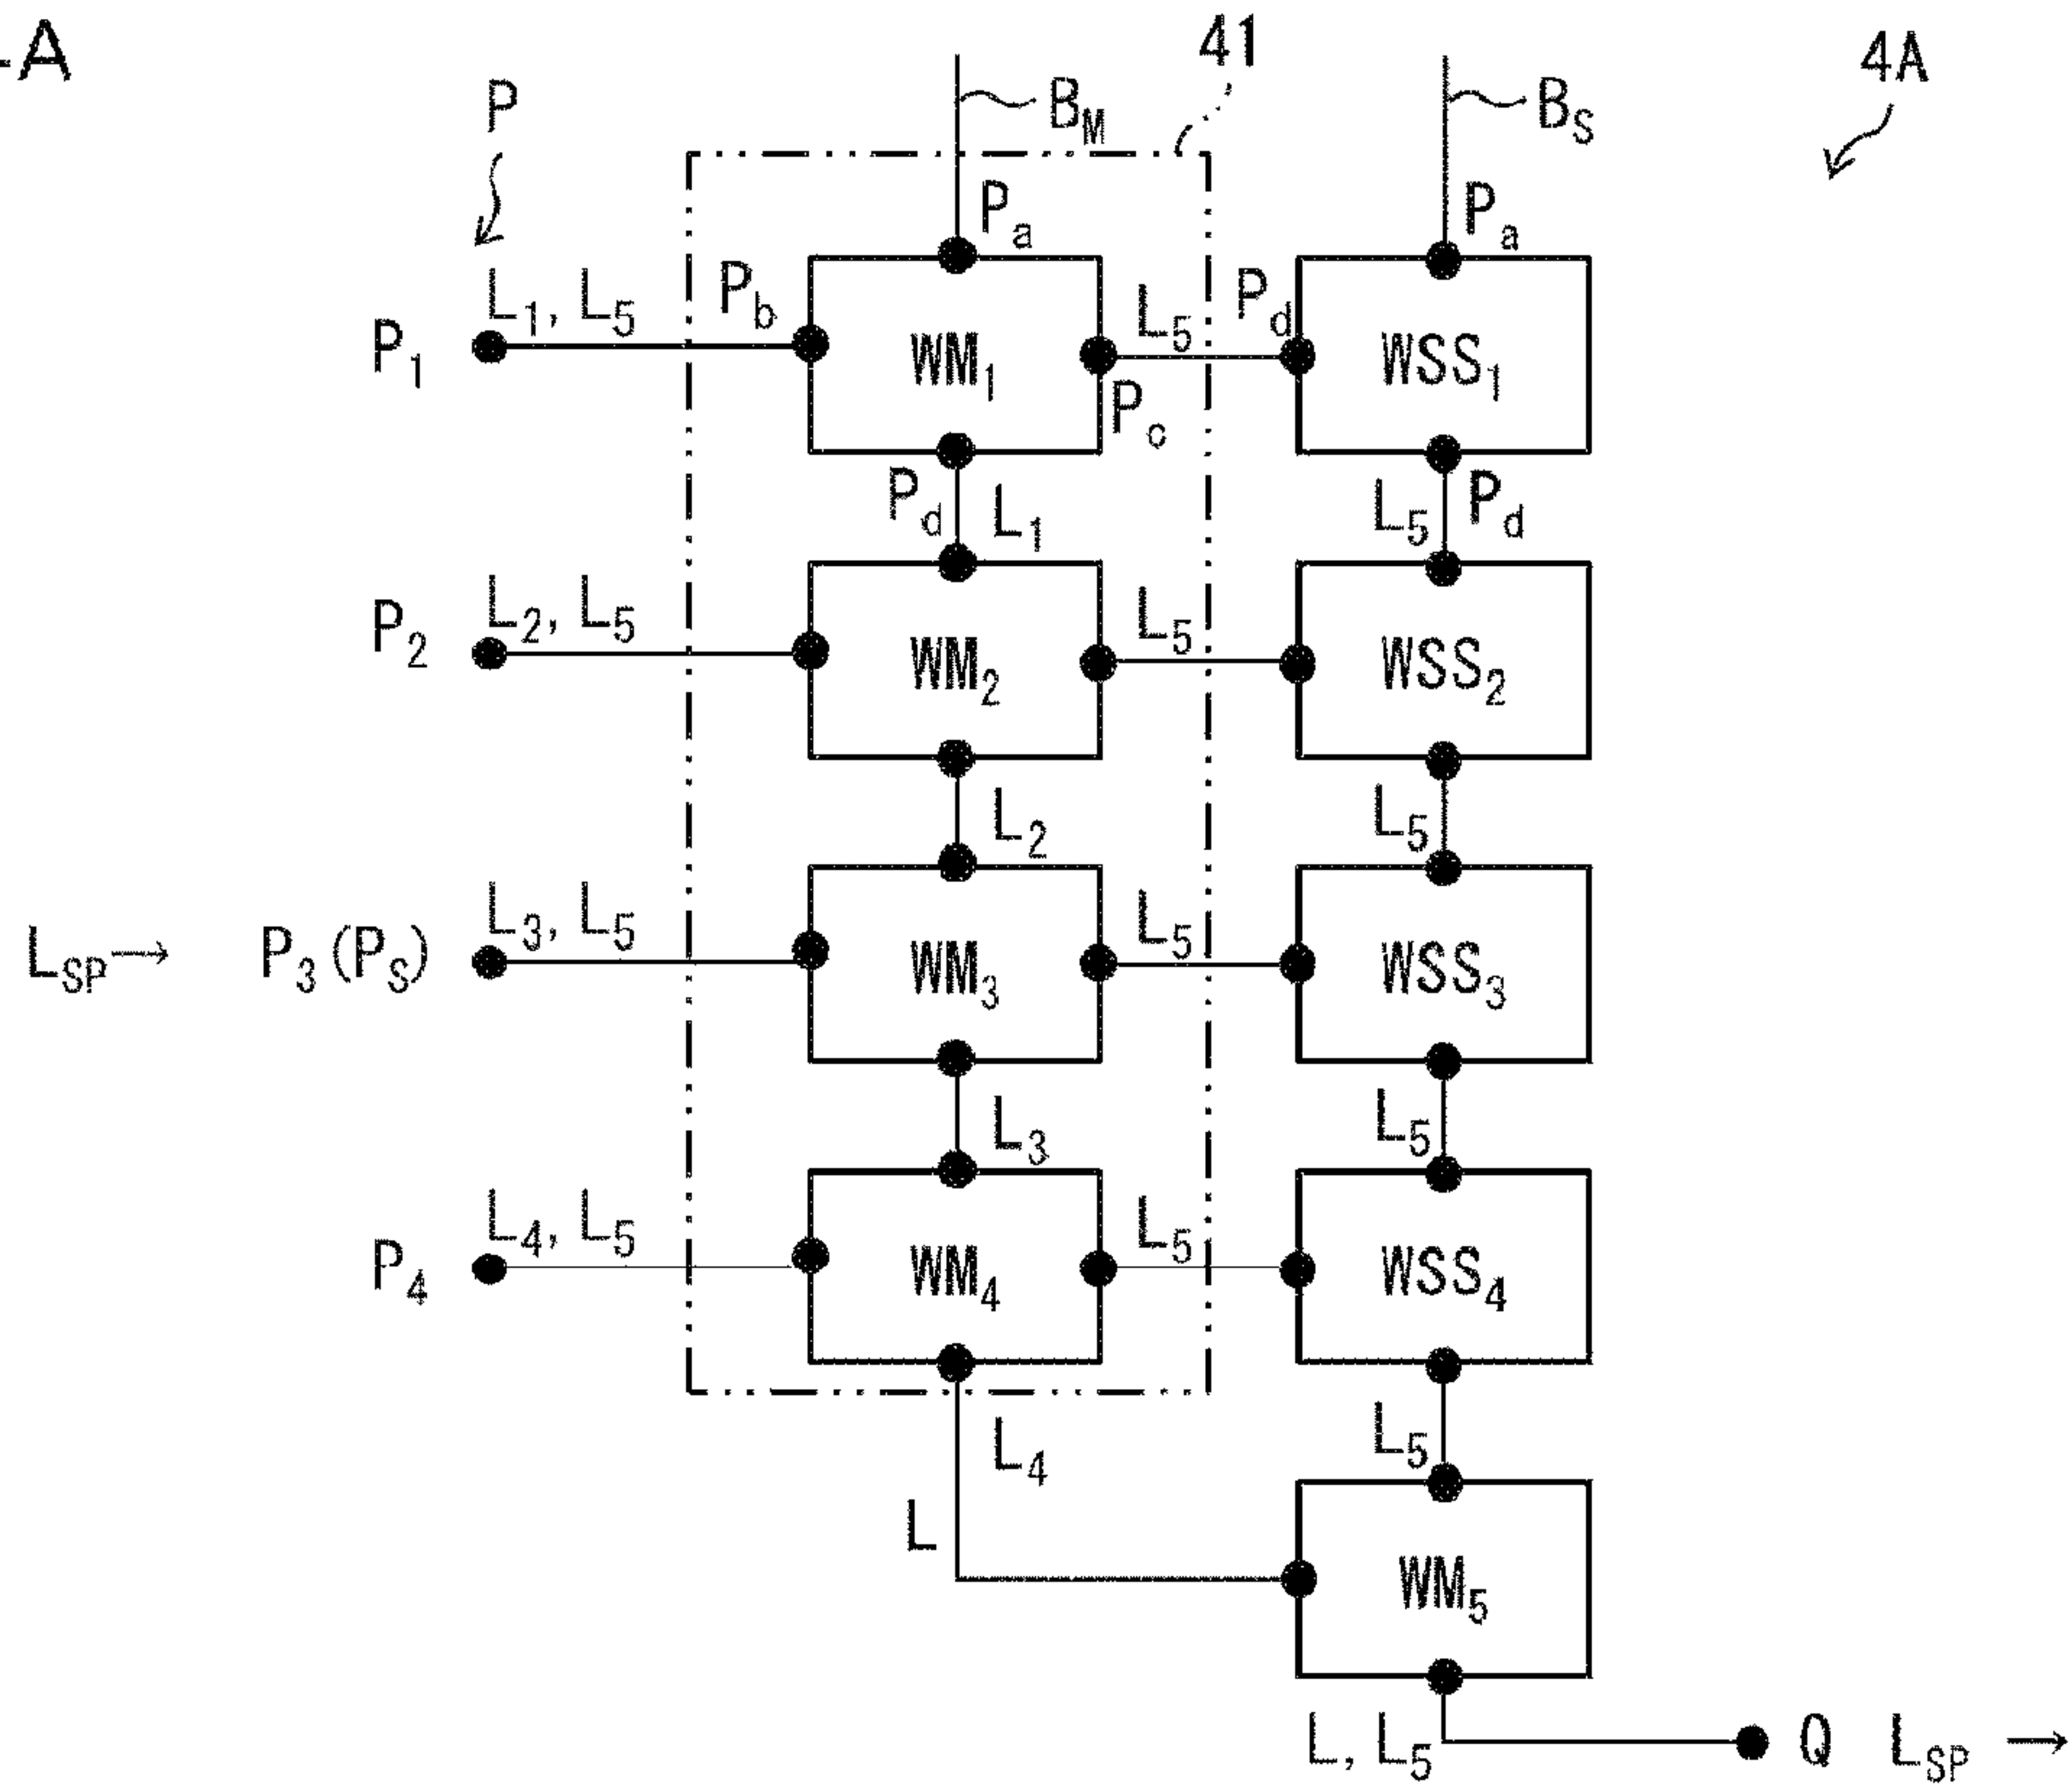 -A
41
4A
P
B_M
B_S
P_a
P_a
L_1, L_5
P_b
L_5
P_d
P_1
WM_1
WSS_1
P_c
P_d
L_1
L_5
P_d
L_2, L_5
L_5
P_2
WM_2
WSS_2
L_2
L_5
L_3, L_5
L_5
L_SP→
P_3(P_S)
WM_3
WSS_3
L_3
L_5
L_4, L_5
L_5
P_4
WM_4
WSS_4
L_4
L_5
L
WM_5
L, L_5
Q
L_SP →